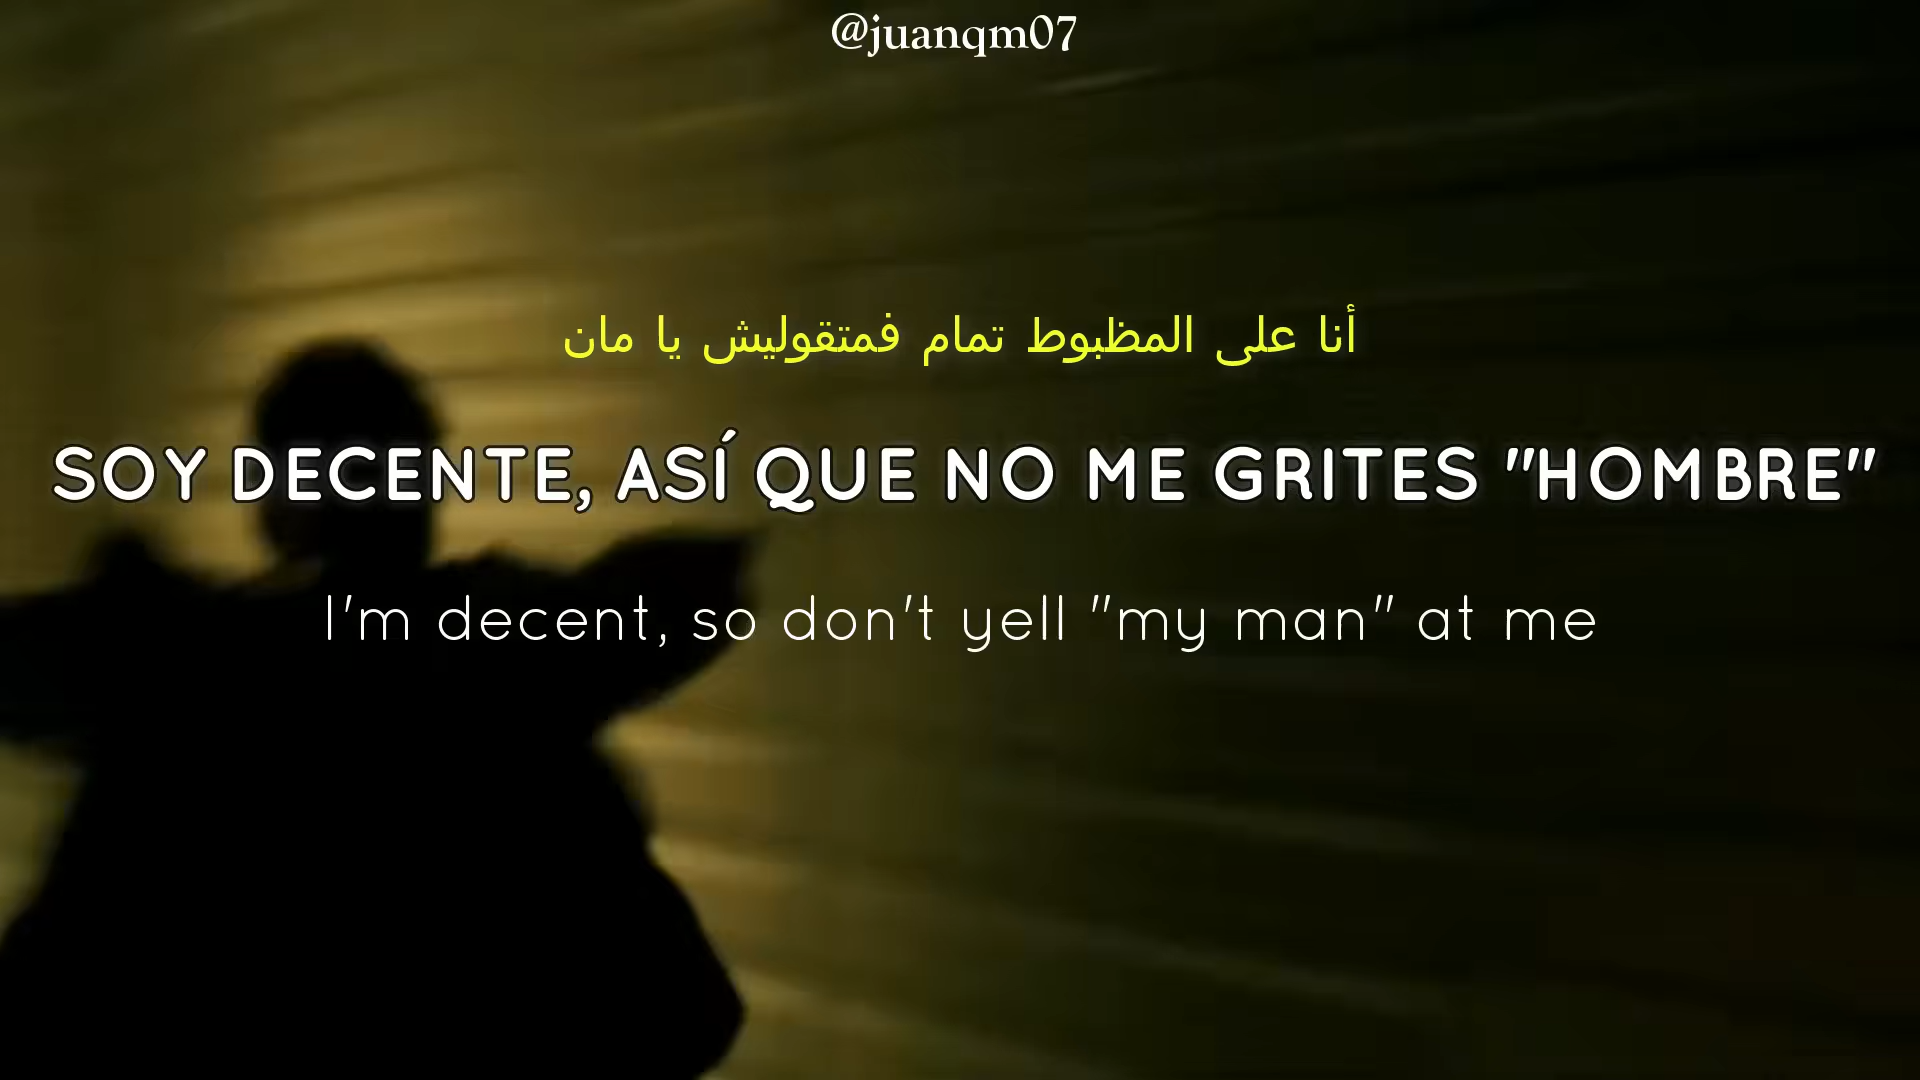 @juanqm07
أنا على المظبوط تمام فمتقوليش يا مان
SOY DECENTE, ASÍ QUE NO ME GRITES "HOMBRE"
I'm decent, so don't yell "my man" at me